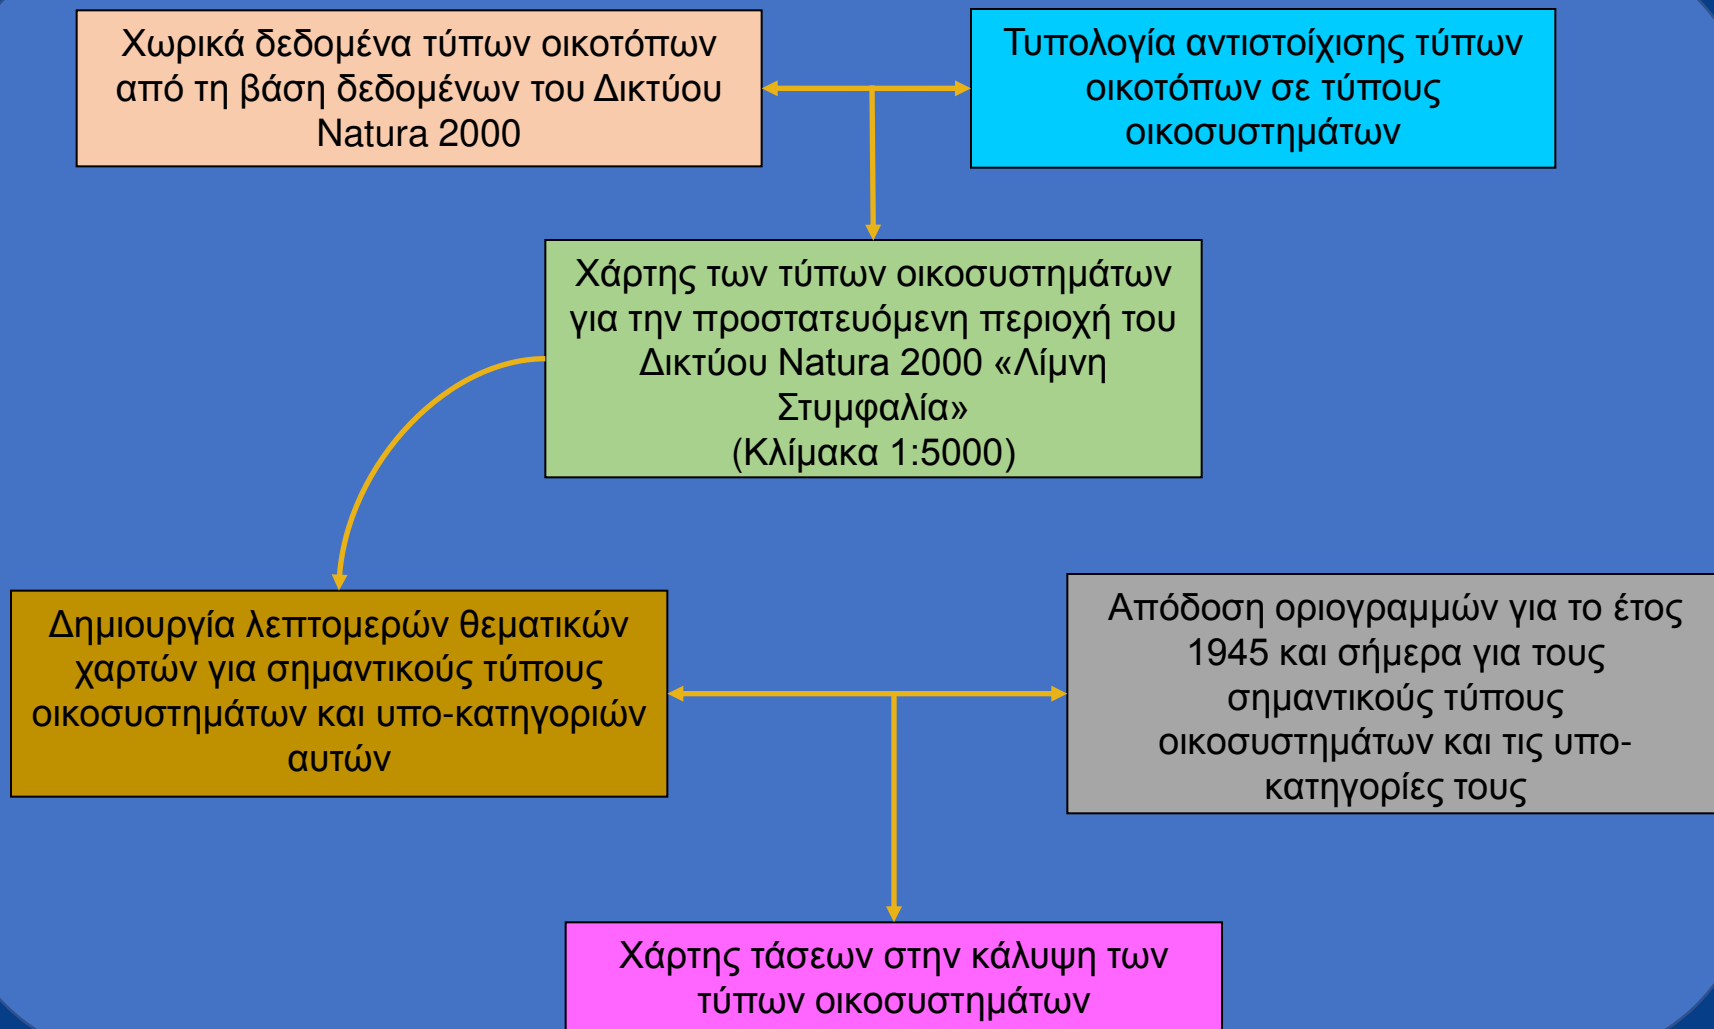 Χωρικά δεδομένα τύπων οικοτόπων
από τη βάση δεδομένων του Δικτύου
Natura 2000
Τυπολογία αντιστοίχισης τύπων
οικοτόπων σε τύπους
οικοσυστημάτων
Χάρτης των τύπων οικοσυστημάτων
για την προστατευόμενη περιοχή του
Δικτύου Natura 2000 «Λίμνη
Στυμφαλία»
(Κλίμακα 1:5000)
Δημιουργία λεπτομερών θεματικών
χαρτών για σημαντικούς τύπους
οικοσυστημάτων και υπο-κατηγοριών
αυτών
Απόδοση οριογραμμών για το έτος
1945 και σήμερα για τους
σημαντικούς τύπους
οικοσυστημάτων και τις υπο-
κατηγορίες τους
Χάρτης τάσεων στην κάλυψη των
τύπων οικοσυστημάτων